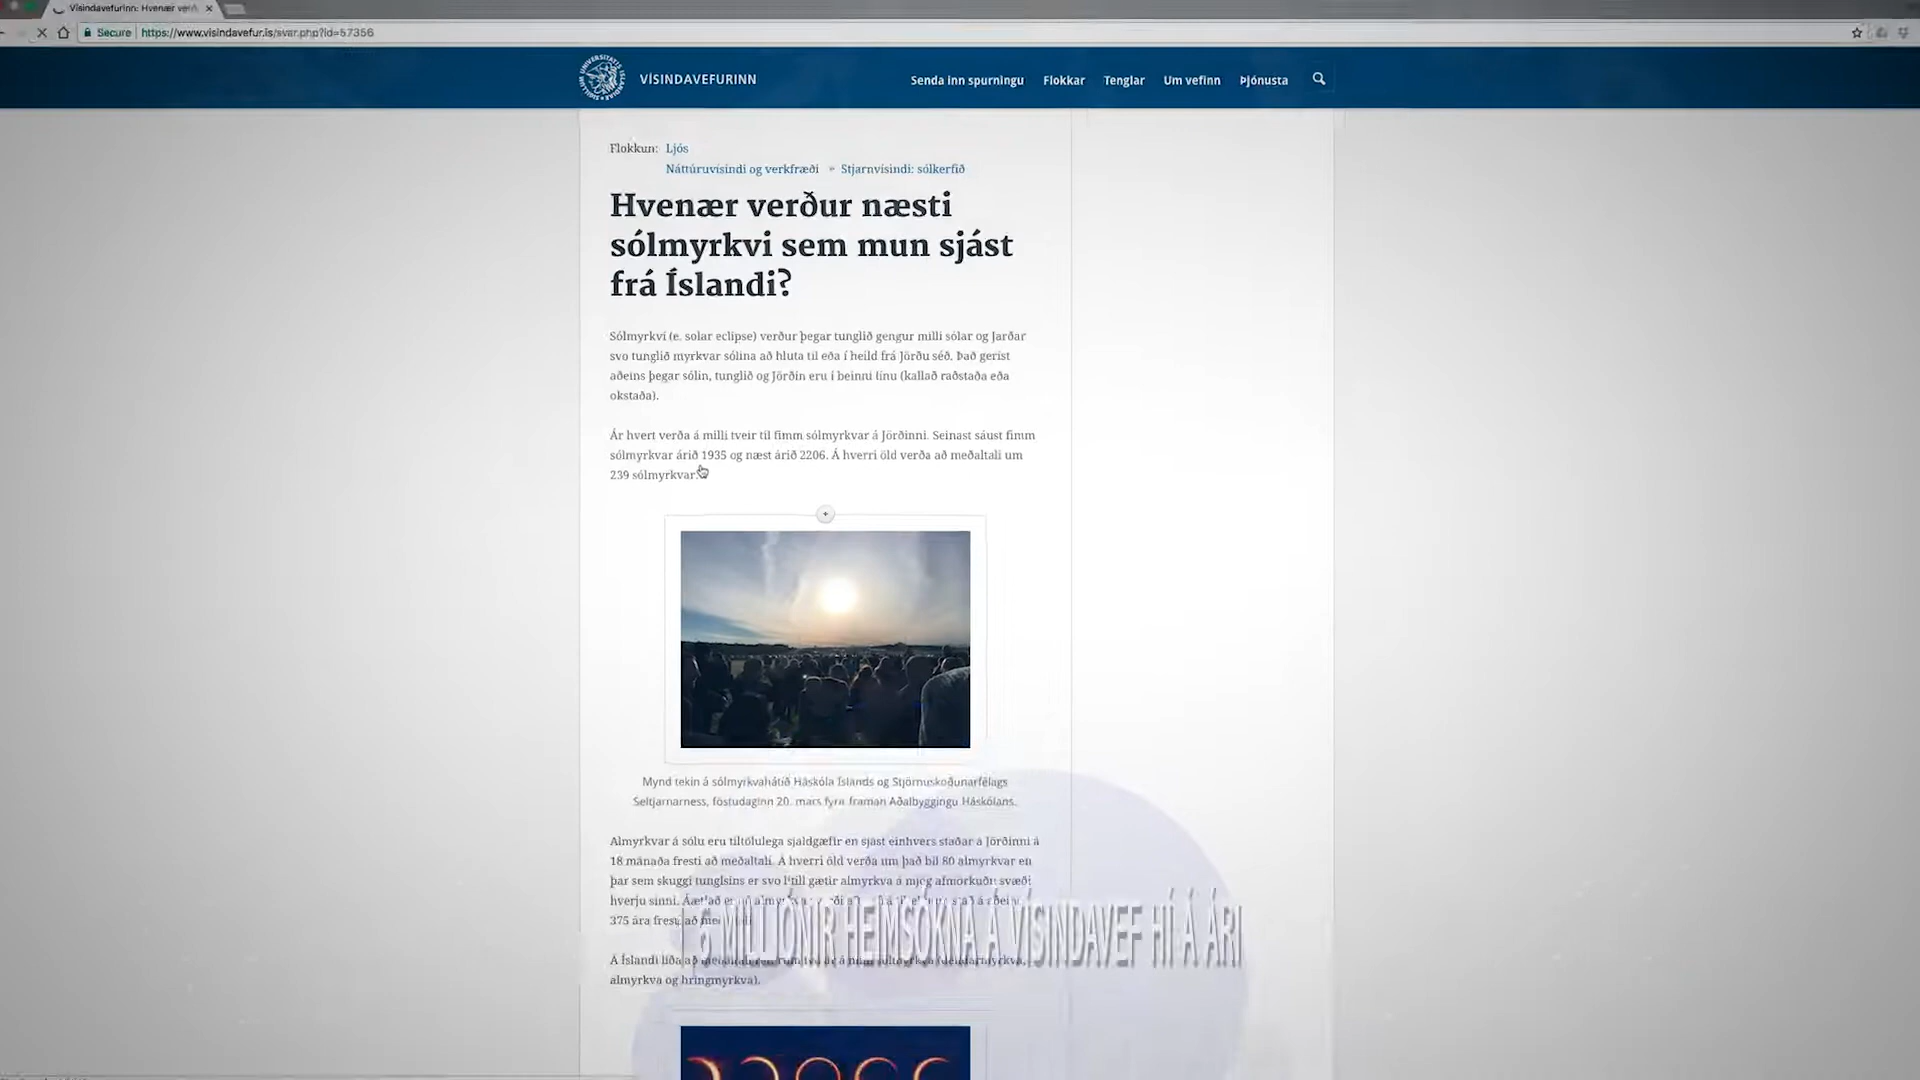 Vísindavefurinn: Hvenær verð
Secure https://www.visindavefur.is/svar.php?id=57356
VÍSINDAVEFURINN
Senda inn spurningu Flokkar Tenglar Um vefinn Þjónusta
Flokkun: Ljós
Náttúruvísindi og verkfræði » Stjarnvísindi: sólkerfið
Hvenær verður næsti
sólmyrkvi sem mun sjást
frá Íslandi?
Sólmyrkvi (e. solar eclipse) verður þegar tunglið gengur milli sólar og Jarðar
svo tunglið myrkvar sólina að hluta til eða í heild frá Jörðu séð. Það gerist
aðeins þegar sólin, tunglið og Jörðin eru í beinni línu (kallað raðstaða eða
okstaða).
Ár hvert verða á milli tveir til fimm sólmyrkvar á Jörðinni. Seinast sáust fimm
sólmyrkvar árið 1935 og næst árið 2206. Á hverri öld verða að meðaltali um
239 sólmyrkvar.
Mynd tekin á sólmyrkvahátíð Háskóla Íslands og Stjörnuskoðunarfélags
Seltjarnarness, föstudaginn 20. mars fyrir framan Aðalbyggingu Háskólans.
Almyrkvar á sólu eru tiltölulega sjaldgæfir en sjást einhvers staðar á Jörðinni á
18 mánaða fresti að meðaltali. Á hverri öld verða um það bil 80 almyrkvar en
þar sem skuggi tunglsins er svo lítill gætir almyrkva á mjög afmörkuðu svæði
hverju sinni.
375 ára fresti að
6 MILLJÓNIR HEIMSÓKNA Á VÍSINDAVEF HÍ Á ÁRI
Á Íslandi líða
almyrkva og hringmyrkva).